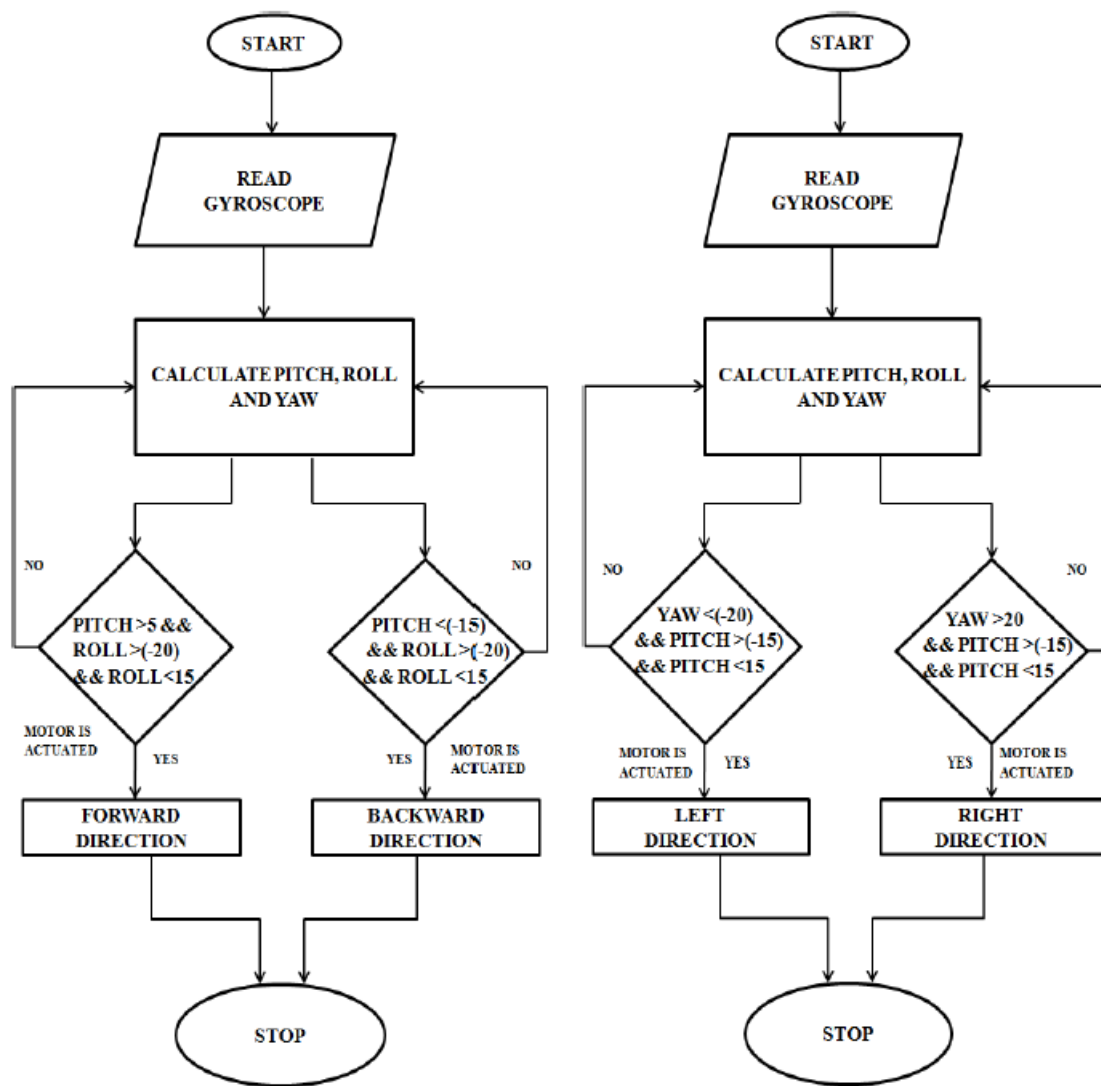 START
READ
GYROSCOPE
CALCULATE PITCH, ROLL
AND YAW
NO
NO
PITCH >5 &&
ROLL >(-20)
&& ROLL <15
PITCH <(-15)
&& ROLL >(-20)
&& ROLL <15
MOTOR IS
ACTUATED
YES
YES
MOTOR IS
ACTUATED
FORWARD
DIRECTION
BACKWARD
DIRECTION
STOP
START
READ
GYROSCOPE
CALCULATE PITCH, ROLL
AND YAW
NO
NO
YAW <(-20)
&& PITCH >(-15)
&& PITCH <15
YAW >20
&& PITCH >(-15)
&& PITCH <15
MOTOR IS
ACTUATED
YES
YES
MOTOR IS
ACTUATED
LEFT
DIRECTION
RIGHT
DIRECTION
STOP